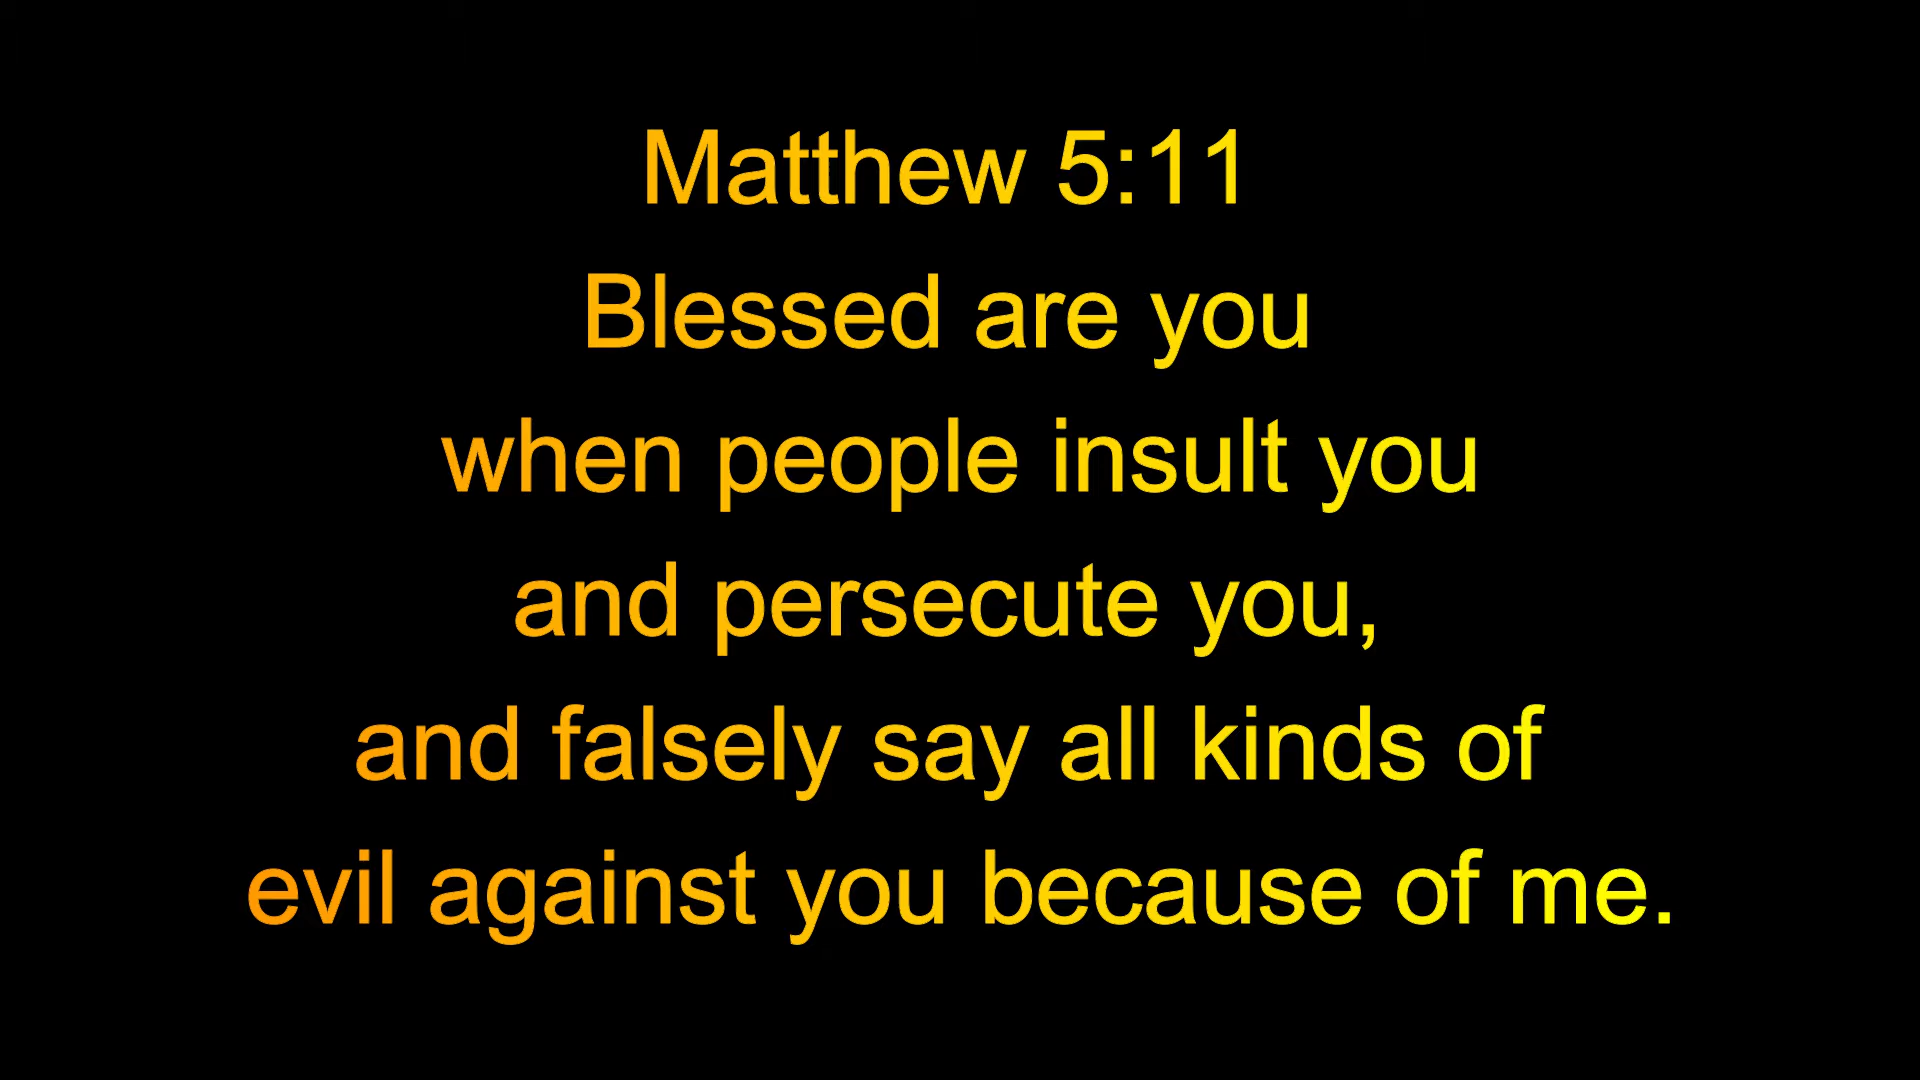 Matthew 5:11
Blessed are you
when people insult you
and persecute you,
and falsely say all kinds of
evil against you because of me.